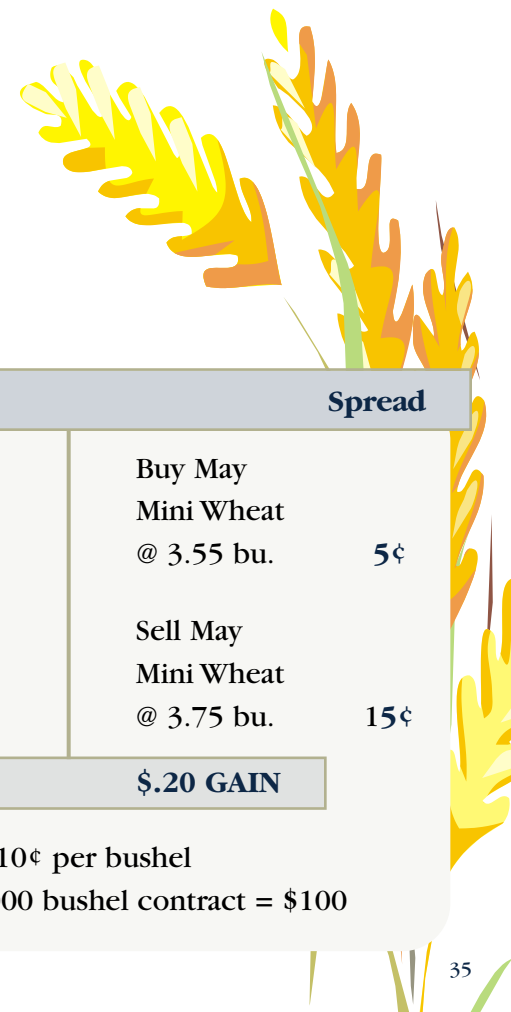 Spread
Buy May
Mini Wheat
@ 3.55 bu. 5¢
Sell May
Mini Wheat
@ 3.75 bu. 15¢
$.20 GAIN
10¢ per bushel
00 bushel contract = $100
35